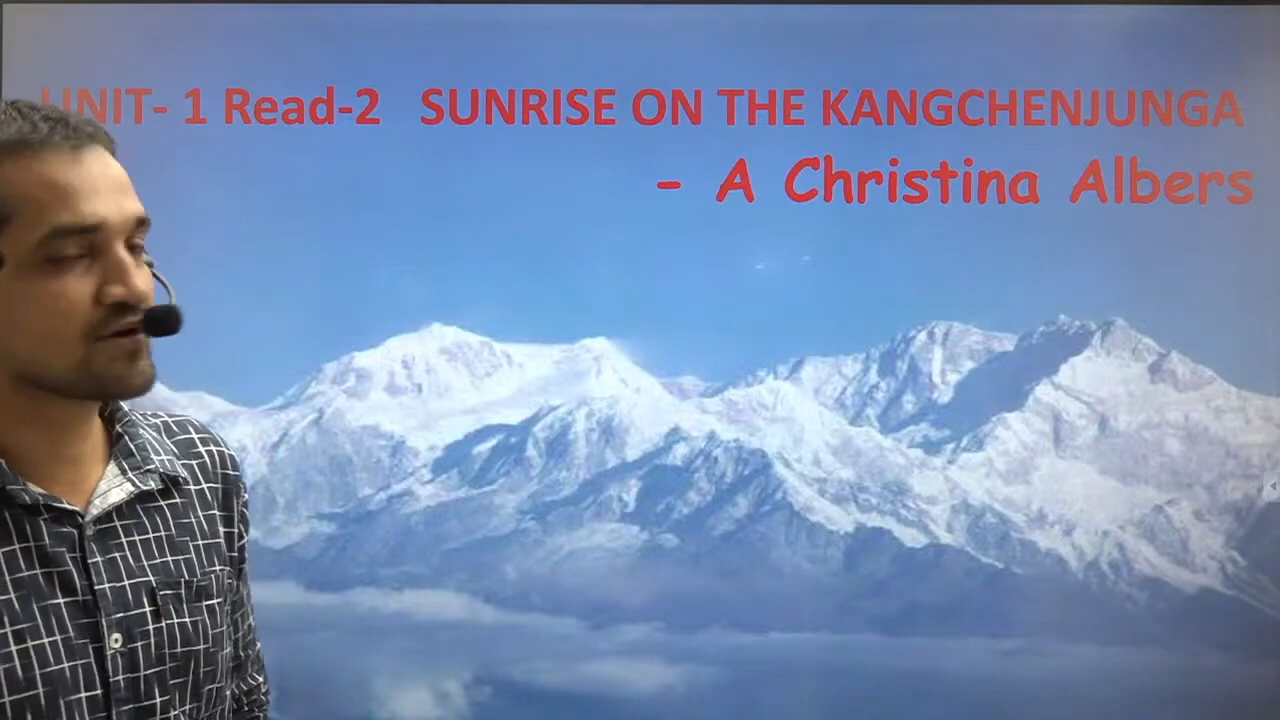 UNIT- 1 Read-2 SUNRISE ON THE KANGCHENJUNGA
- A Christina Albers